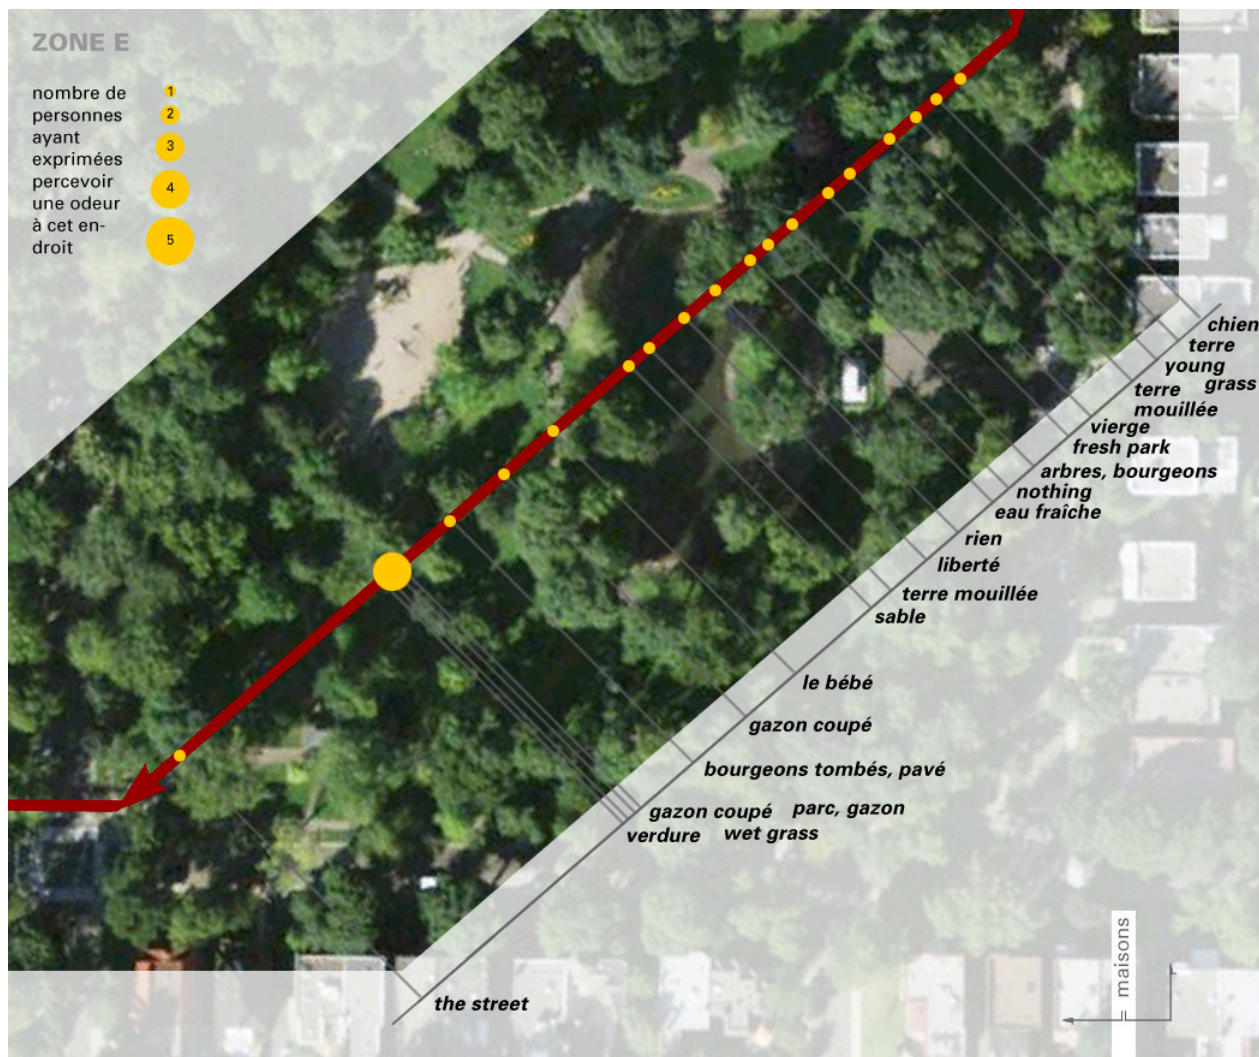 ZONE E
nombre de
personnes
ayant
exprimées
percevoir
une odeur
à cet en-
droit
1
2
3
4
5
chien
terre
young
grass
terre
mouillée
vierge
fresh park
arbres, bourgeons
nothing
eau fraîche
rien
liberté
terre mouillée
sable
le bébé
gazon coupé
bourgeons tombés, pavé
gazon coupé parc, gazon
verdure wet grass
the street
= maisons